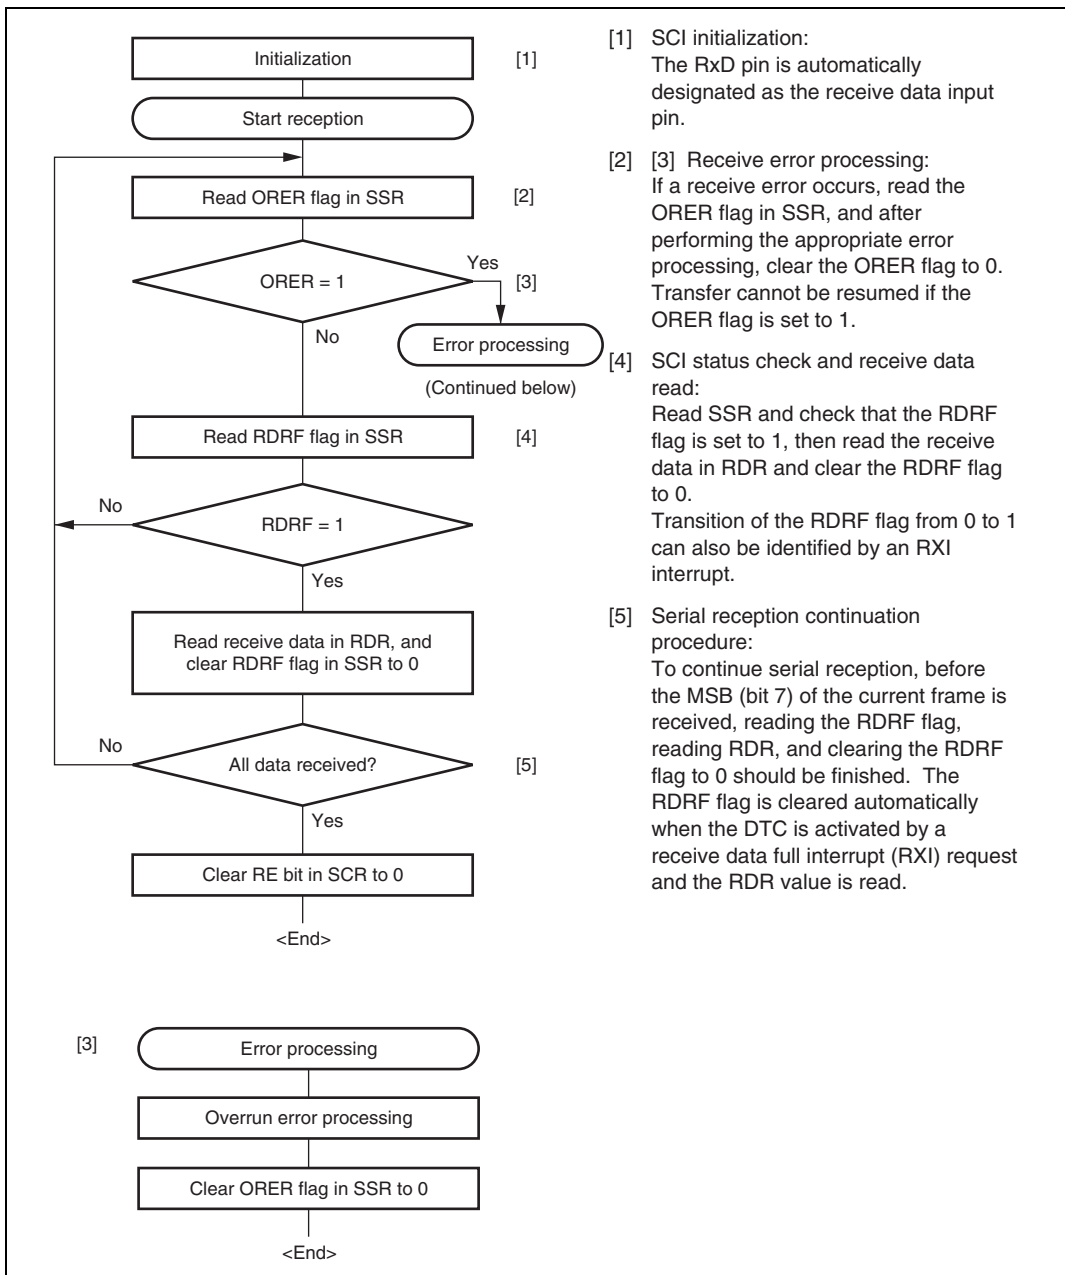 Initialization
[1]
Start reception
Read ORER flag in SSR
[2]
ORER = 1
Yes
[3]
No
Error processing
(Continued below)
Read RDRF flag in SSR
[4]
No
RDRF = 1
Yes
Read receive data in RDR, and
clear RDRF flag in SSR to 0
No
All data received?
[5]
Yes
Clear RE bit in SCR to 0
<End>
[3]
Error processing
Overrun error processing
Clear ORER flag in SSR to 0
<End>
[1] SCI initialization:
The RxD pin is automatically
designated as the receive data input
pin.
[2] [3] Receive error processing:
If a receive error occurs, read the
ORER flag in SSR, and after
performing the appropriate error
processing, clear the ORER flag to 0.
Transfer cannot be resumed if the
ORER flag is set to 1.
[4] SCI status check and receive data
read:
Read SSR and check that the RDRF
flag is set to 1, then read the receive
data in RDR and clear the RDRF flag
to 0.
Transition of the RDRF flag from 0 to 1
can also be identified by an RXI
interrupt.
[5] Serial reception continuation
procedure:
To continue serial reception, before
the MSB (bit 7) of the current frame is
received, reading the RDRF flag,
reading RDR, and clearing the RDRF
flag to 0 should be finished. The
RDRF flag is cleared automatically
when the DTC is activated by a
receive data full interrupt (RXI) request
and the RDR value is read.